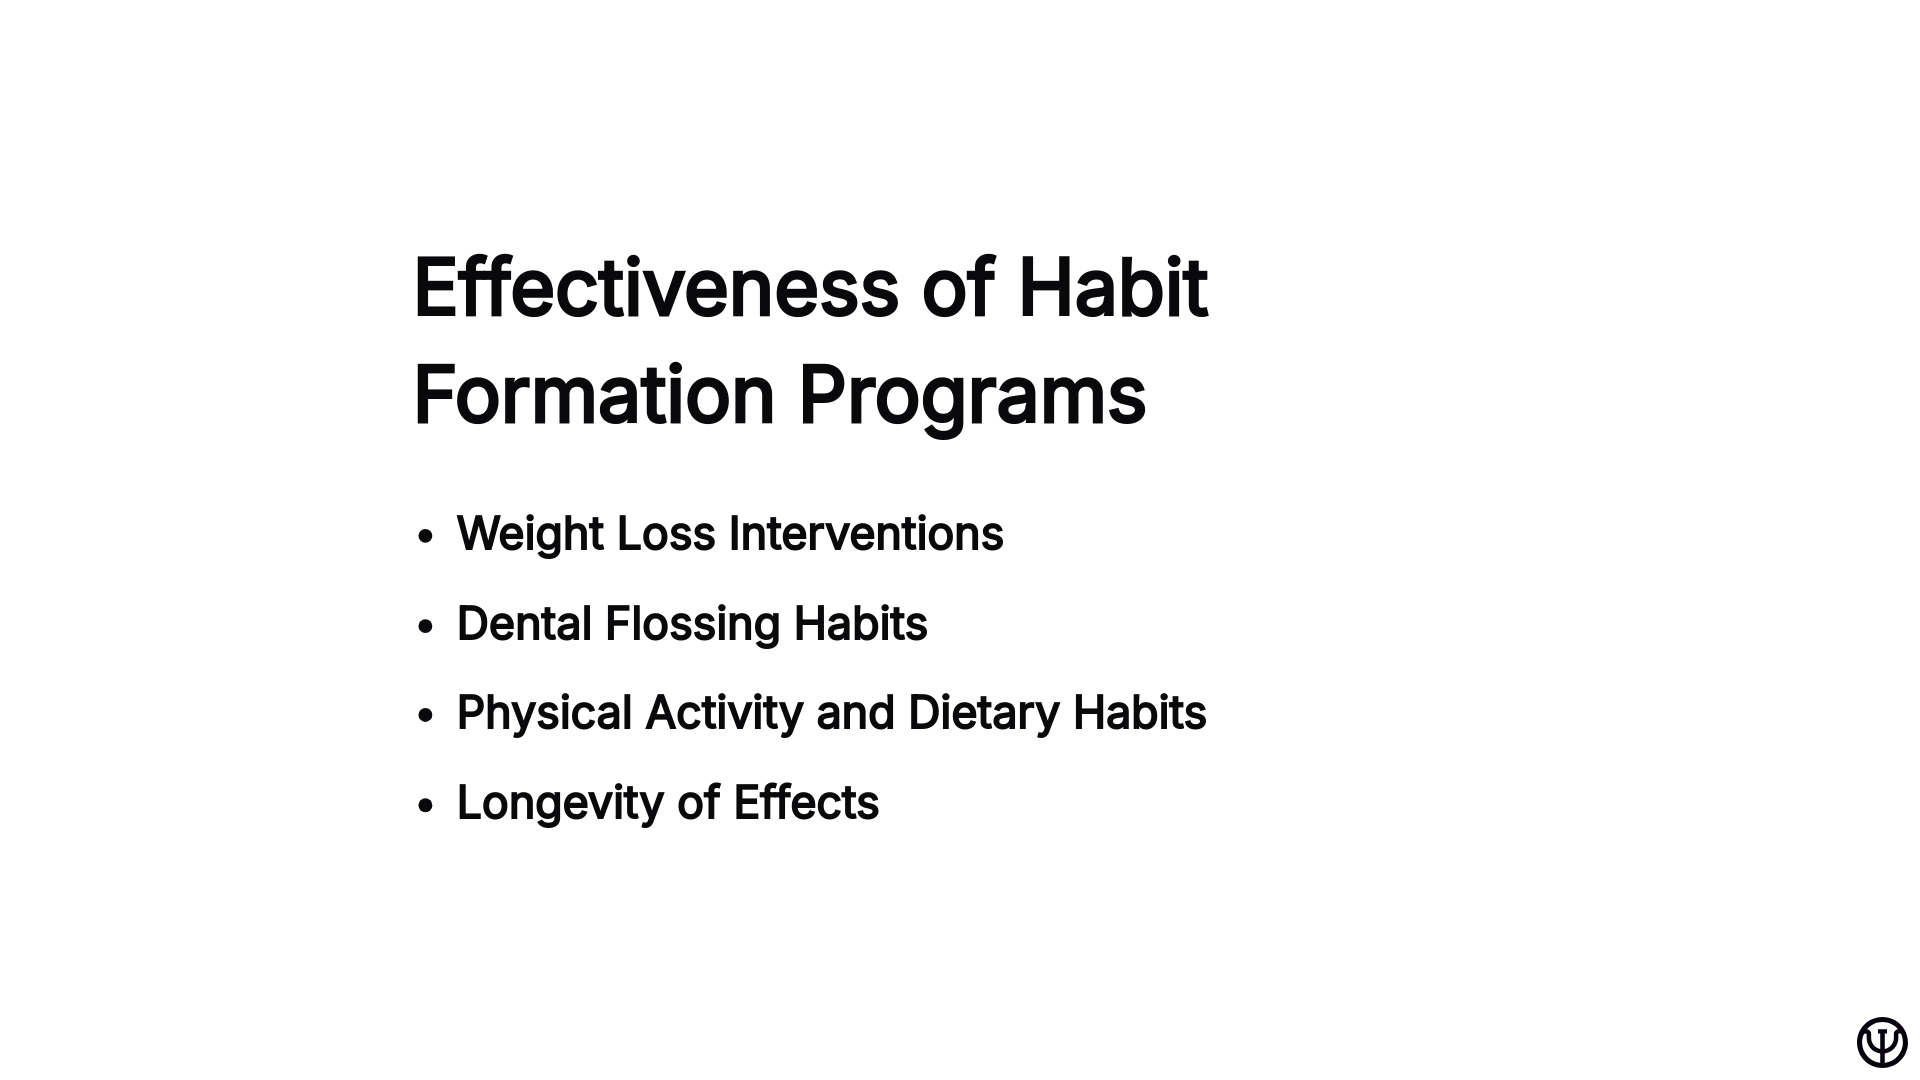 Effectiveness of Habit
Formation Programs
• Weight Loss Interventions
• Dental Flossing Habits
• Physical Activity and Dietary Habits
• Longevity of Effects